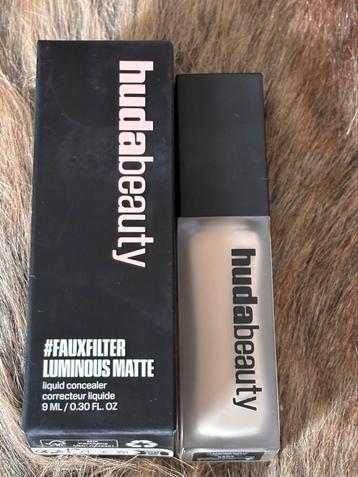 hudabeauty
#FAUXFILTER
LUMINOUS MATTE
liquid concealer
correcteur liquide
9 ML / 0.30 FL. OZ
hudabeauty